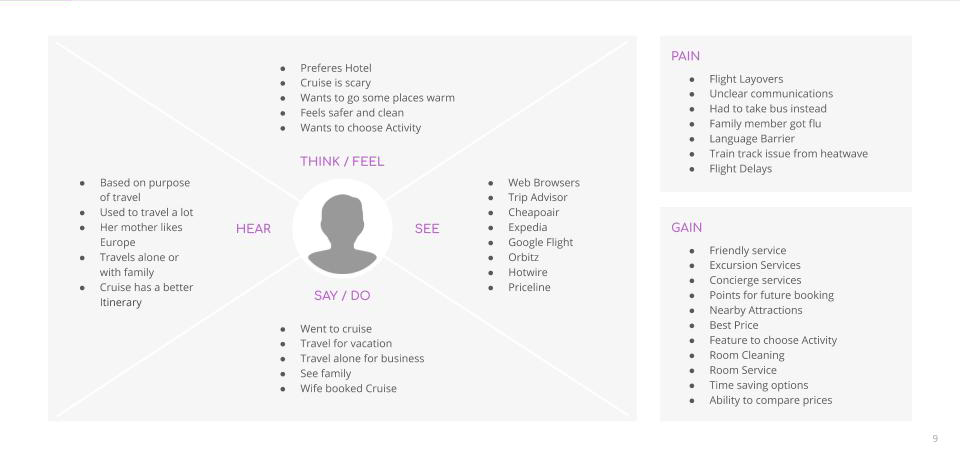 ● Preferes Hotel
● Cruise is scary
● Wants to go some places warm
● Feels safer and clean
● Wants to choose Activity
THINK / FEEL
● Based on purpose
of travel
● Used to travel a lot
● Her mother likes
Europe
● Travels alone or
with family
● Cruise has a better
Itinerary
HEAR
SEE
● Web Browsers
● Trip Advisor
● Cheapoair
● Expedia
● Google Flight
● Orbitz
● Hotwire
● Priceline
SAY / DO
● Went to cruise
● Travel for vacation
● Travel alone for business
● See family
● Wife booked Cruise
PAIN
● Flight Layovers
● Unclear communications
● Had to take bus instead
● Family member got flu
● Language Barrier
● Train track issue from heatwave
● Flight Delays
GAIN
● Friendly service
● Excursion Services
● Concierge services
● Points for future booking
● Nearby Attractions
● Best Price
● Feature to choose Activity
● Room Cleaning
● Room Service
● Time saving options
● Ability to compare prices
9